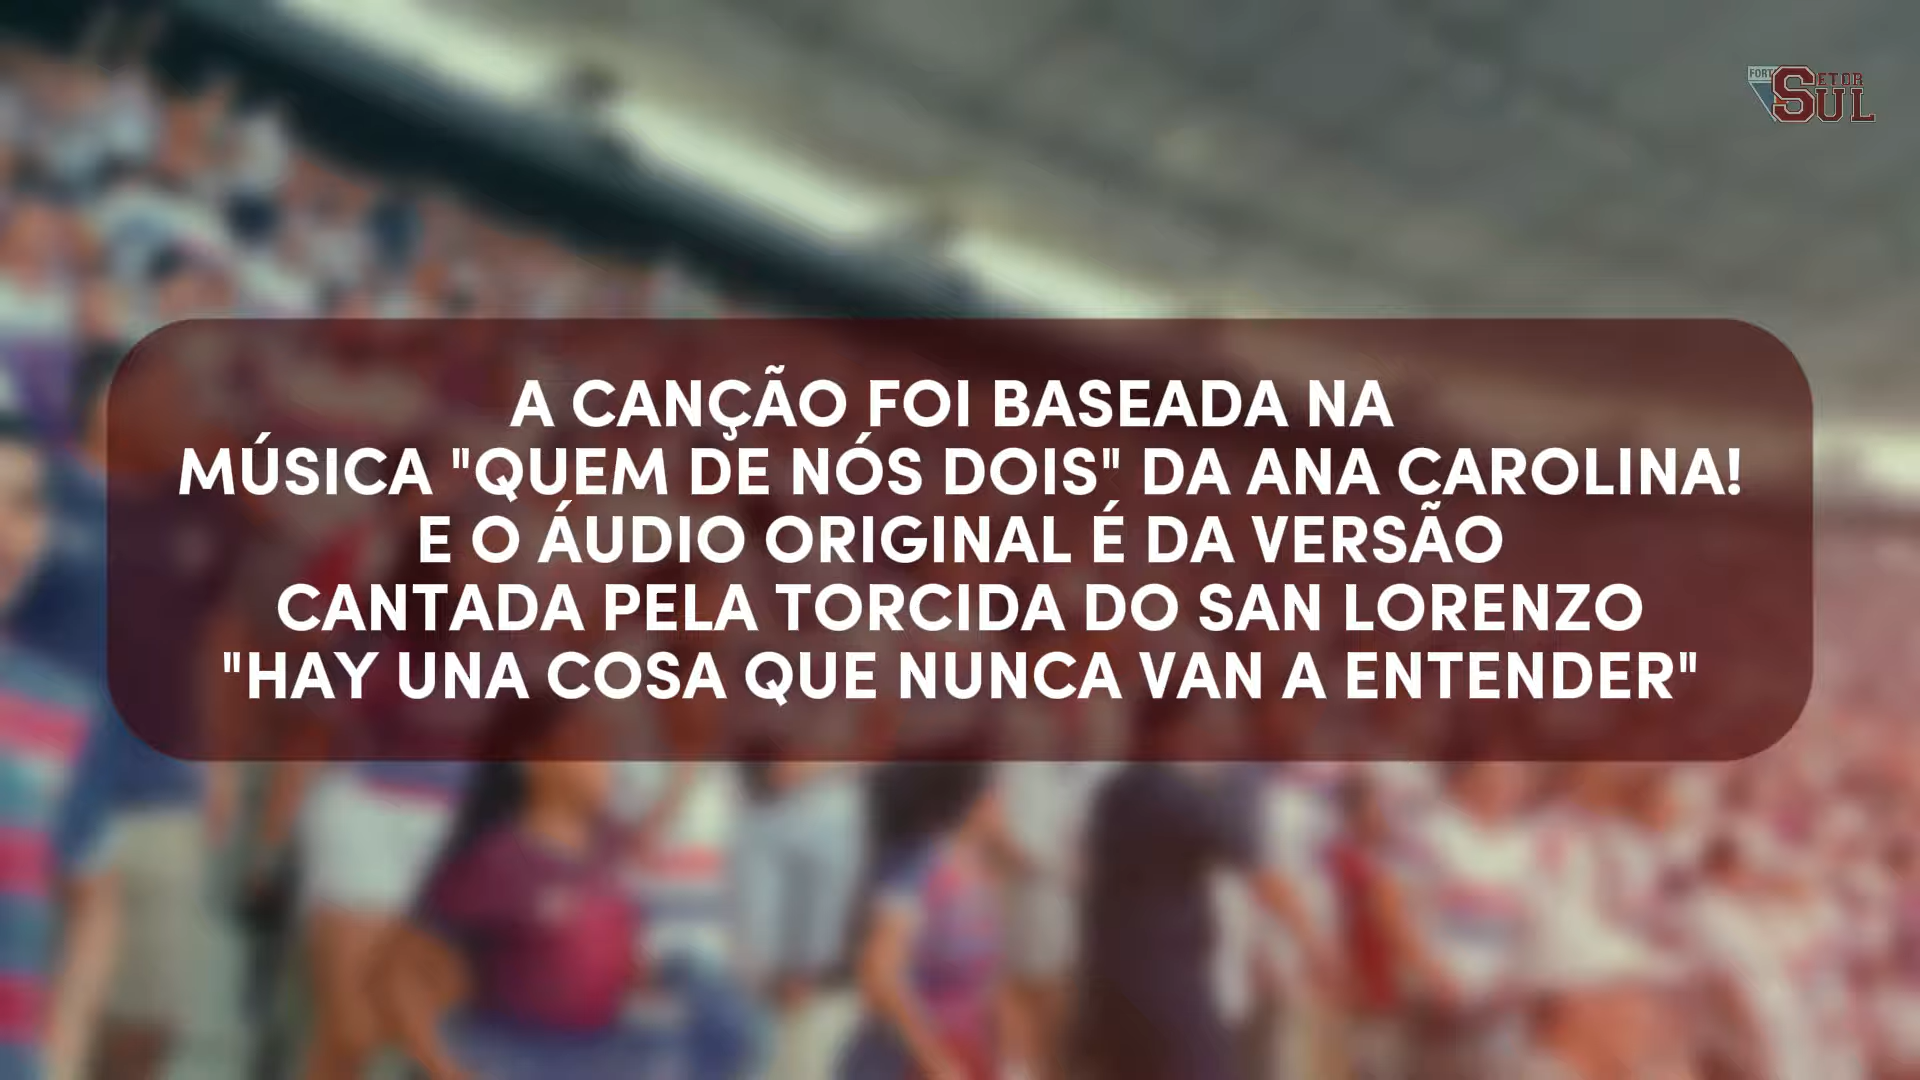 FORT SETOR
SUL
A CANÇÃO FOI BASEADA NA
MÚSICA "QUEM DE NÓS DOIS" DA ANA CAROLINA!
E O ÁUDIO ORIGINAL É DA VERSÃO
CANTADA PELA TORCIDA DO SAN LORENZO
"HAY UNA COSA QUE NUNCA VAN A ENTENDER"